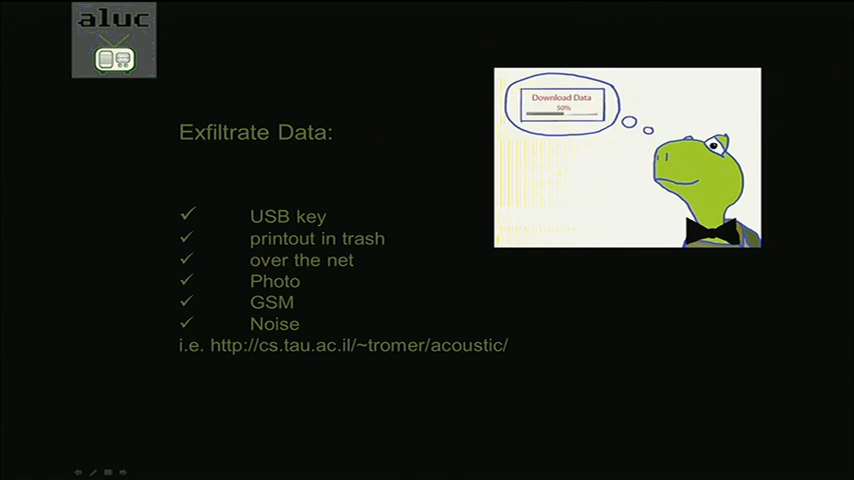 aluc
Download Data
50%
Exfiltrate Data:
✓ USB key
✓ printout in trash
✓ over the net
✓ Photo
✓ GSM
✓ Noise
i.e. http://cs.tau.ac.il/~tromer/acoustic/